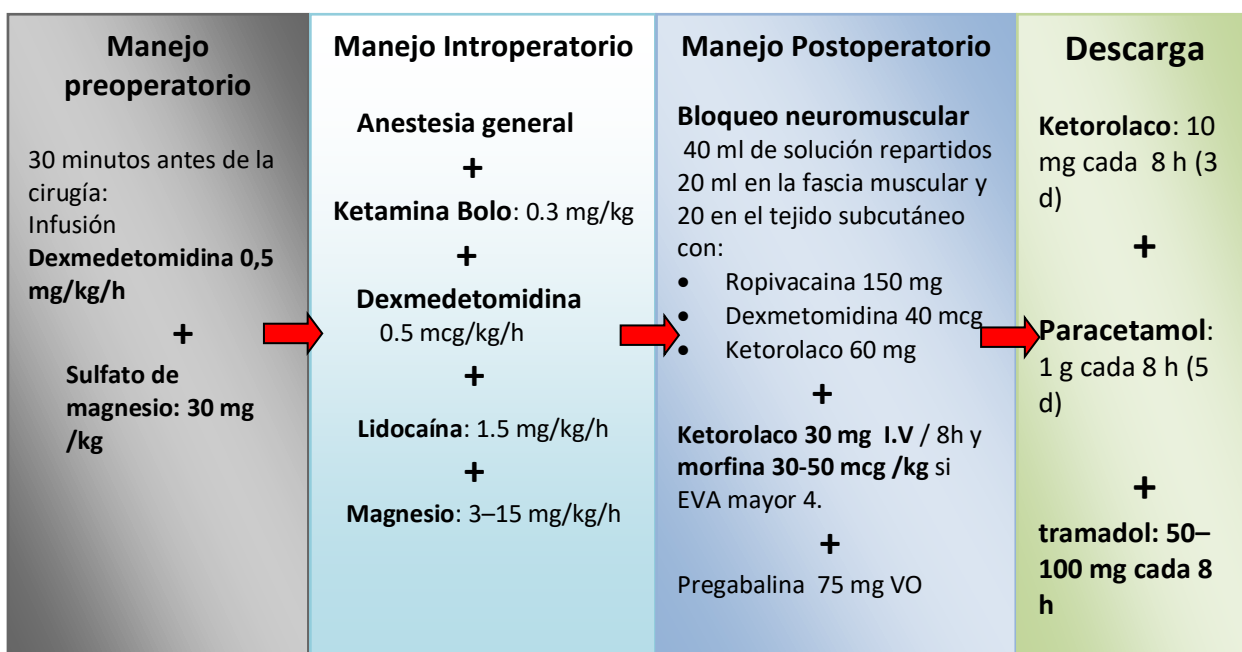 Manejo
preoperatorio
30 minutos antes de la
cirugía:
Infusión
Dexmedetomidina 0,5
mg/kg/h
+
Sulfato de
magnesio: 30 mg
/kg
Manejo Introperatorio
Anestesia general
+
Ketamina Bolo: 0.3 mg/kg
+
Dexmedetomidina
0.5 mcg/kg/h
+
Lidocaína: 1.5 mg/kg/h
+
Magnesio: 3–15 mg/kg/h
Manejo Postoperatorio
Bloqueo neuromuscular
40 ml de solución repartidos
20 ml en la fascia muscular y
20 en el tejido subcutáneo
con:
• Ropivacaina 150 mg
• Dexmetomidina 40 mcg
• Ketorolaco 60 mg
+
Ketorolaco 30 mg I.V / 8h y
morfina 30-50 mcg /kg si
EVA mayor 4.
+
Pregabalina 75 mg VO
Descarga
Ketorolaco: 10
mg cada 8 h (3
d)
+
Paracetamol:
1 g cada 8 h (5
d)
+
tramadol: 50–
100 mg cada 8
h